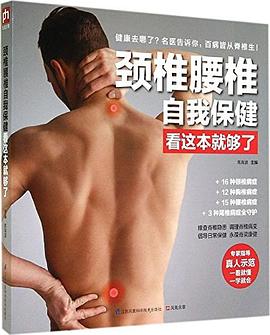 健康去哪了？名医告诉你，百病皆从脊椎生！
颈椎腰椎
自我保健
看这本就够了
+ 16 种颈椎病症
+ 12 种胸椎病症
+ 15 种腰椎病症
+ 3 种尾椎病症全守护
专家指导
真人示范
一看就懂
一学就会
凤凰含章
颈椎腰椎自我保健
看这本就够了